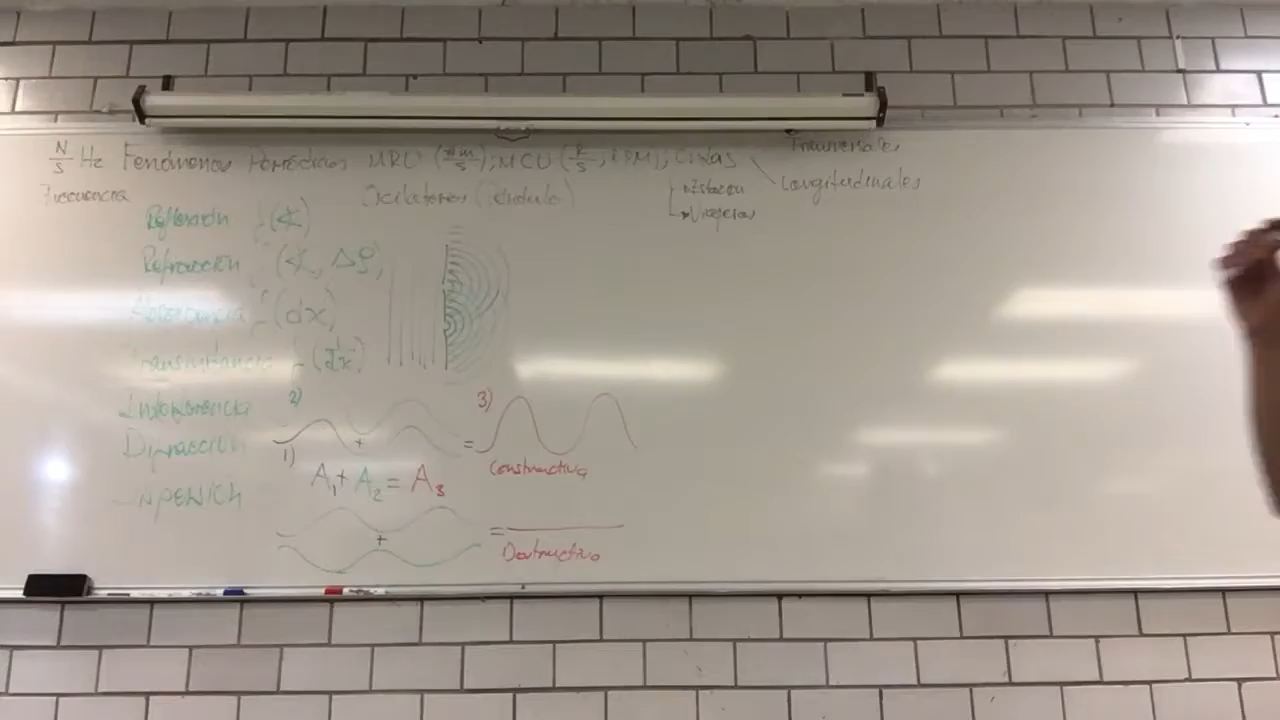 N/s Hz Fenómenos Periódicos MRU (m/s); MCU (R/s, RPM); Ondas
Transversales
Longitudinales
Frecuencia
Osciladores (Péndulo)
Viajeras
Reflexión (∢)
Refracción (∢, Δρ)
Absorbancia (dx)
Transmitancia (1/dx)
Interferencia
Difracción
2)
1)
+
=
3)
Constructiva
A₁ + A₂ = A₃
+
=
Destructiva